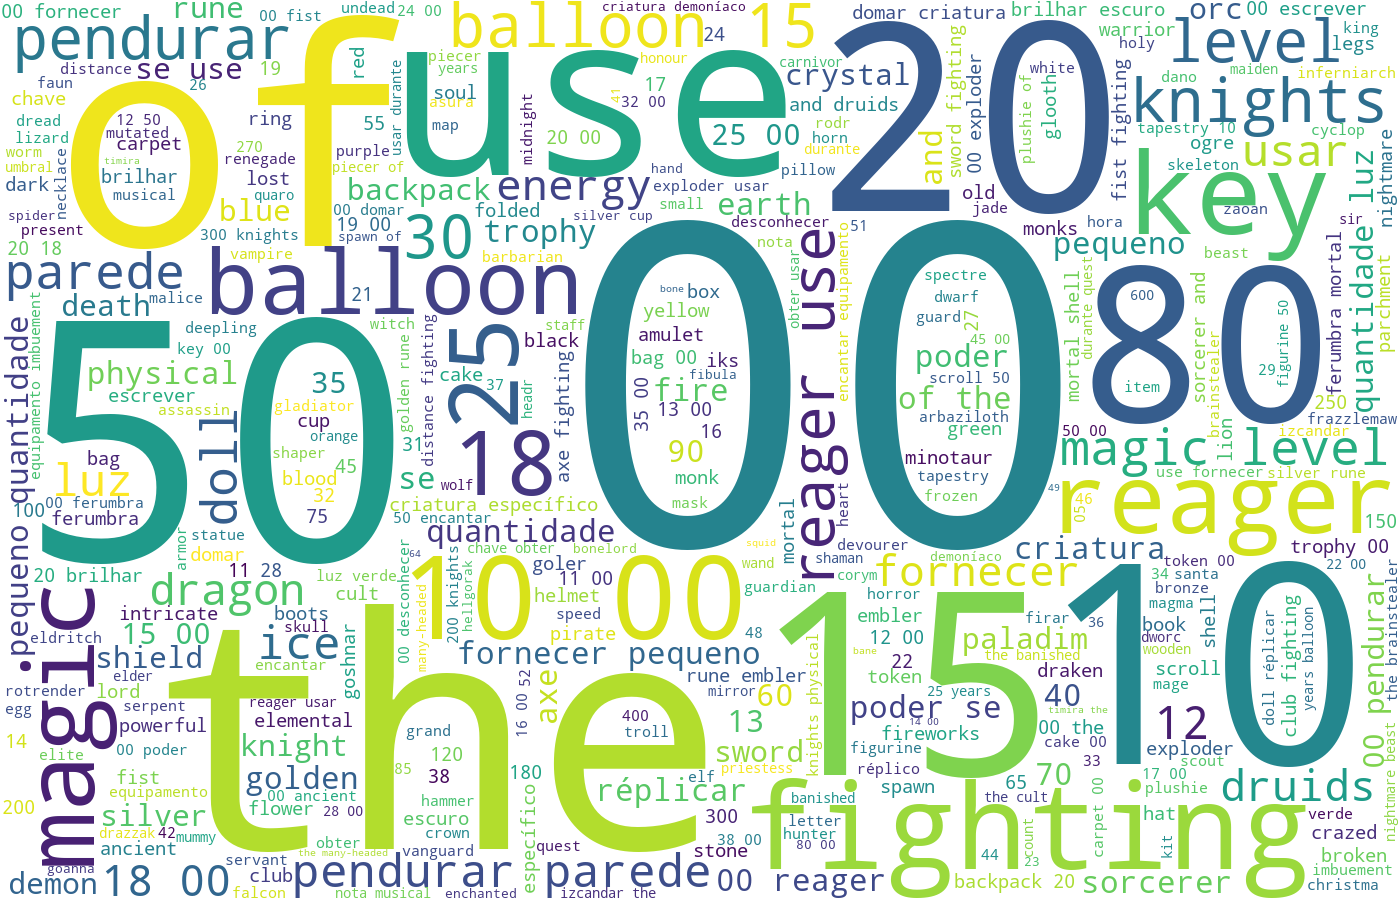 00 fornecer
rune
00 fist
undead
24 00
criatura demoníaco
domar criatura
brilhar escuro
orc
00 escrever
pendurar
of
use
balloon 15
24
20
warrior
holy
level
king
legs
distance
se use
19
26
red
piecer
years
honour
carnivor
crystal
white
dano
maiden
inferniarch
faun
chave
dread
lizard
worm
umbral
dark
12 50
mutated
carpet
timira
brilhar
musical
ring
270
renegade
lost
quaro
55
purple
piecer of
usar durante
asura
soul
map
midnight
17
41
32 00
20 00
25 00
and druids
rodr
horn
durante
pillow
and
sword fighting
00 exploder
plushie of
glooth
fist fighting
knights
tapestry 10
cyclop
ogre
usar
skeleton
key
zaoan
quantidade luz
nightmare
sir
necklace
spider
present
20 18
blue
300 knights
vampire
backpack
energy
hand
exploder usar
small
earth
old
jade
monks
hora
00 domar
19 00
spawn of
folded
30
trophy
barbarian
silver cup
desconhecer
nota
51
pequeno
beast
parede
balloon
death
malice
21
deepling
key 00
witch
50
physical
escrever
assassin
35
gladiator
cup
orange
shaper
45
blood
32
75
bag
luz
100
00 ferumbra
ferumbra
doll
equipamento imbuement
pequeno quantidade
golden rune
31
distance fighting
25
staff
black
cake
37
headr
axe fighting
se
18
wolf
criatura específico
50 encantar
quantidade
00
bone
box
yellow
amulet
bag 00
iks
fibula
fire
35 00
13 00
16
90
monk
mask
obter usar
reager use
encantar equipamento
spectre
dwarf
guard
27
45 00
poder
scroll 50
of the
arbaziloth
green
minotaur
tapestry
frozen
mortal shell
durante quest
80
600
item
29
figurine 50
sorcerer and
brainstealer
lion
ferumbra mortal
parchment
250
frazzlemaw
izcandar
50 00
magic level
use fornecer
silver rune
reager
49
46
05
150
mortal
heart
armor
statue
domar
11 28
20 brilhar
dragon
luz verde
cult
intricate
15 00
boots
skull
ice
goshnar
00 desconhecer
64
many-headed
200 knights
hellgorak
chave obter
bonelord
goler
10 00
11 00
helmet
speed
pirate
squid
wand
guardian
48
devourer
shaman
corym
demoníaco
fornecer
criatura
token 00
trophy 00
22 00
34
santa
bronze
magma
horror
embler
12 00
firar
36
book
dworc
wooden
shell
1510
paladim
the banished
draken
scroll
mage
pendurar
the brainstealer
magic
eldritch
shield
elder
encantar
rotrender
egg
lord
serpent
powerful
14
elite
00 poder
the
reager usar
elemental
knight
golden
grand
85
120
38
fornecer pequeno
rune embler
axe
52
16 00
mirror
60
400
troll
13
sword
elf
priestess
knights physical
bane
22
token
25 years
timira the
poder se
14 00
fireworks
figurine
réplico
40
00 the
cake 00
33
12
exploder
scout
doll réplicar
club fighting
years balloon
00
nightmare beast
200
fist
equipamento
silver
drazzak
42
mummy
ancient
goanna
00 ancient
flower
28 00
obter
the many-headed
servant
club
falcon
hammer
escuro
crown
vanguard
180
específico
quest
réplicar
300
38 00
stone
banished
letter
hunter
80 00
fighting
spawn
65
70
the cult
44
count
23
carpet 00
17 00
plushie
hat
kit
druids
verde
crazed
broken
imbuement
christma
demon
18 00
pendurar parede
nota musical
enchanted
izcandar the
00 reager
backpack 20
sorcerer